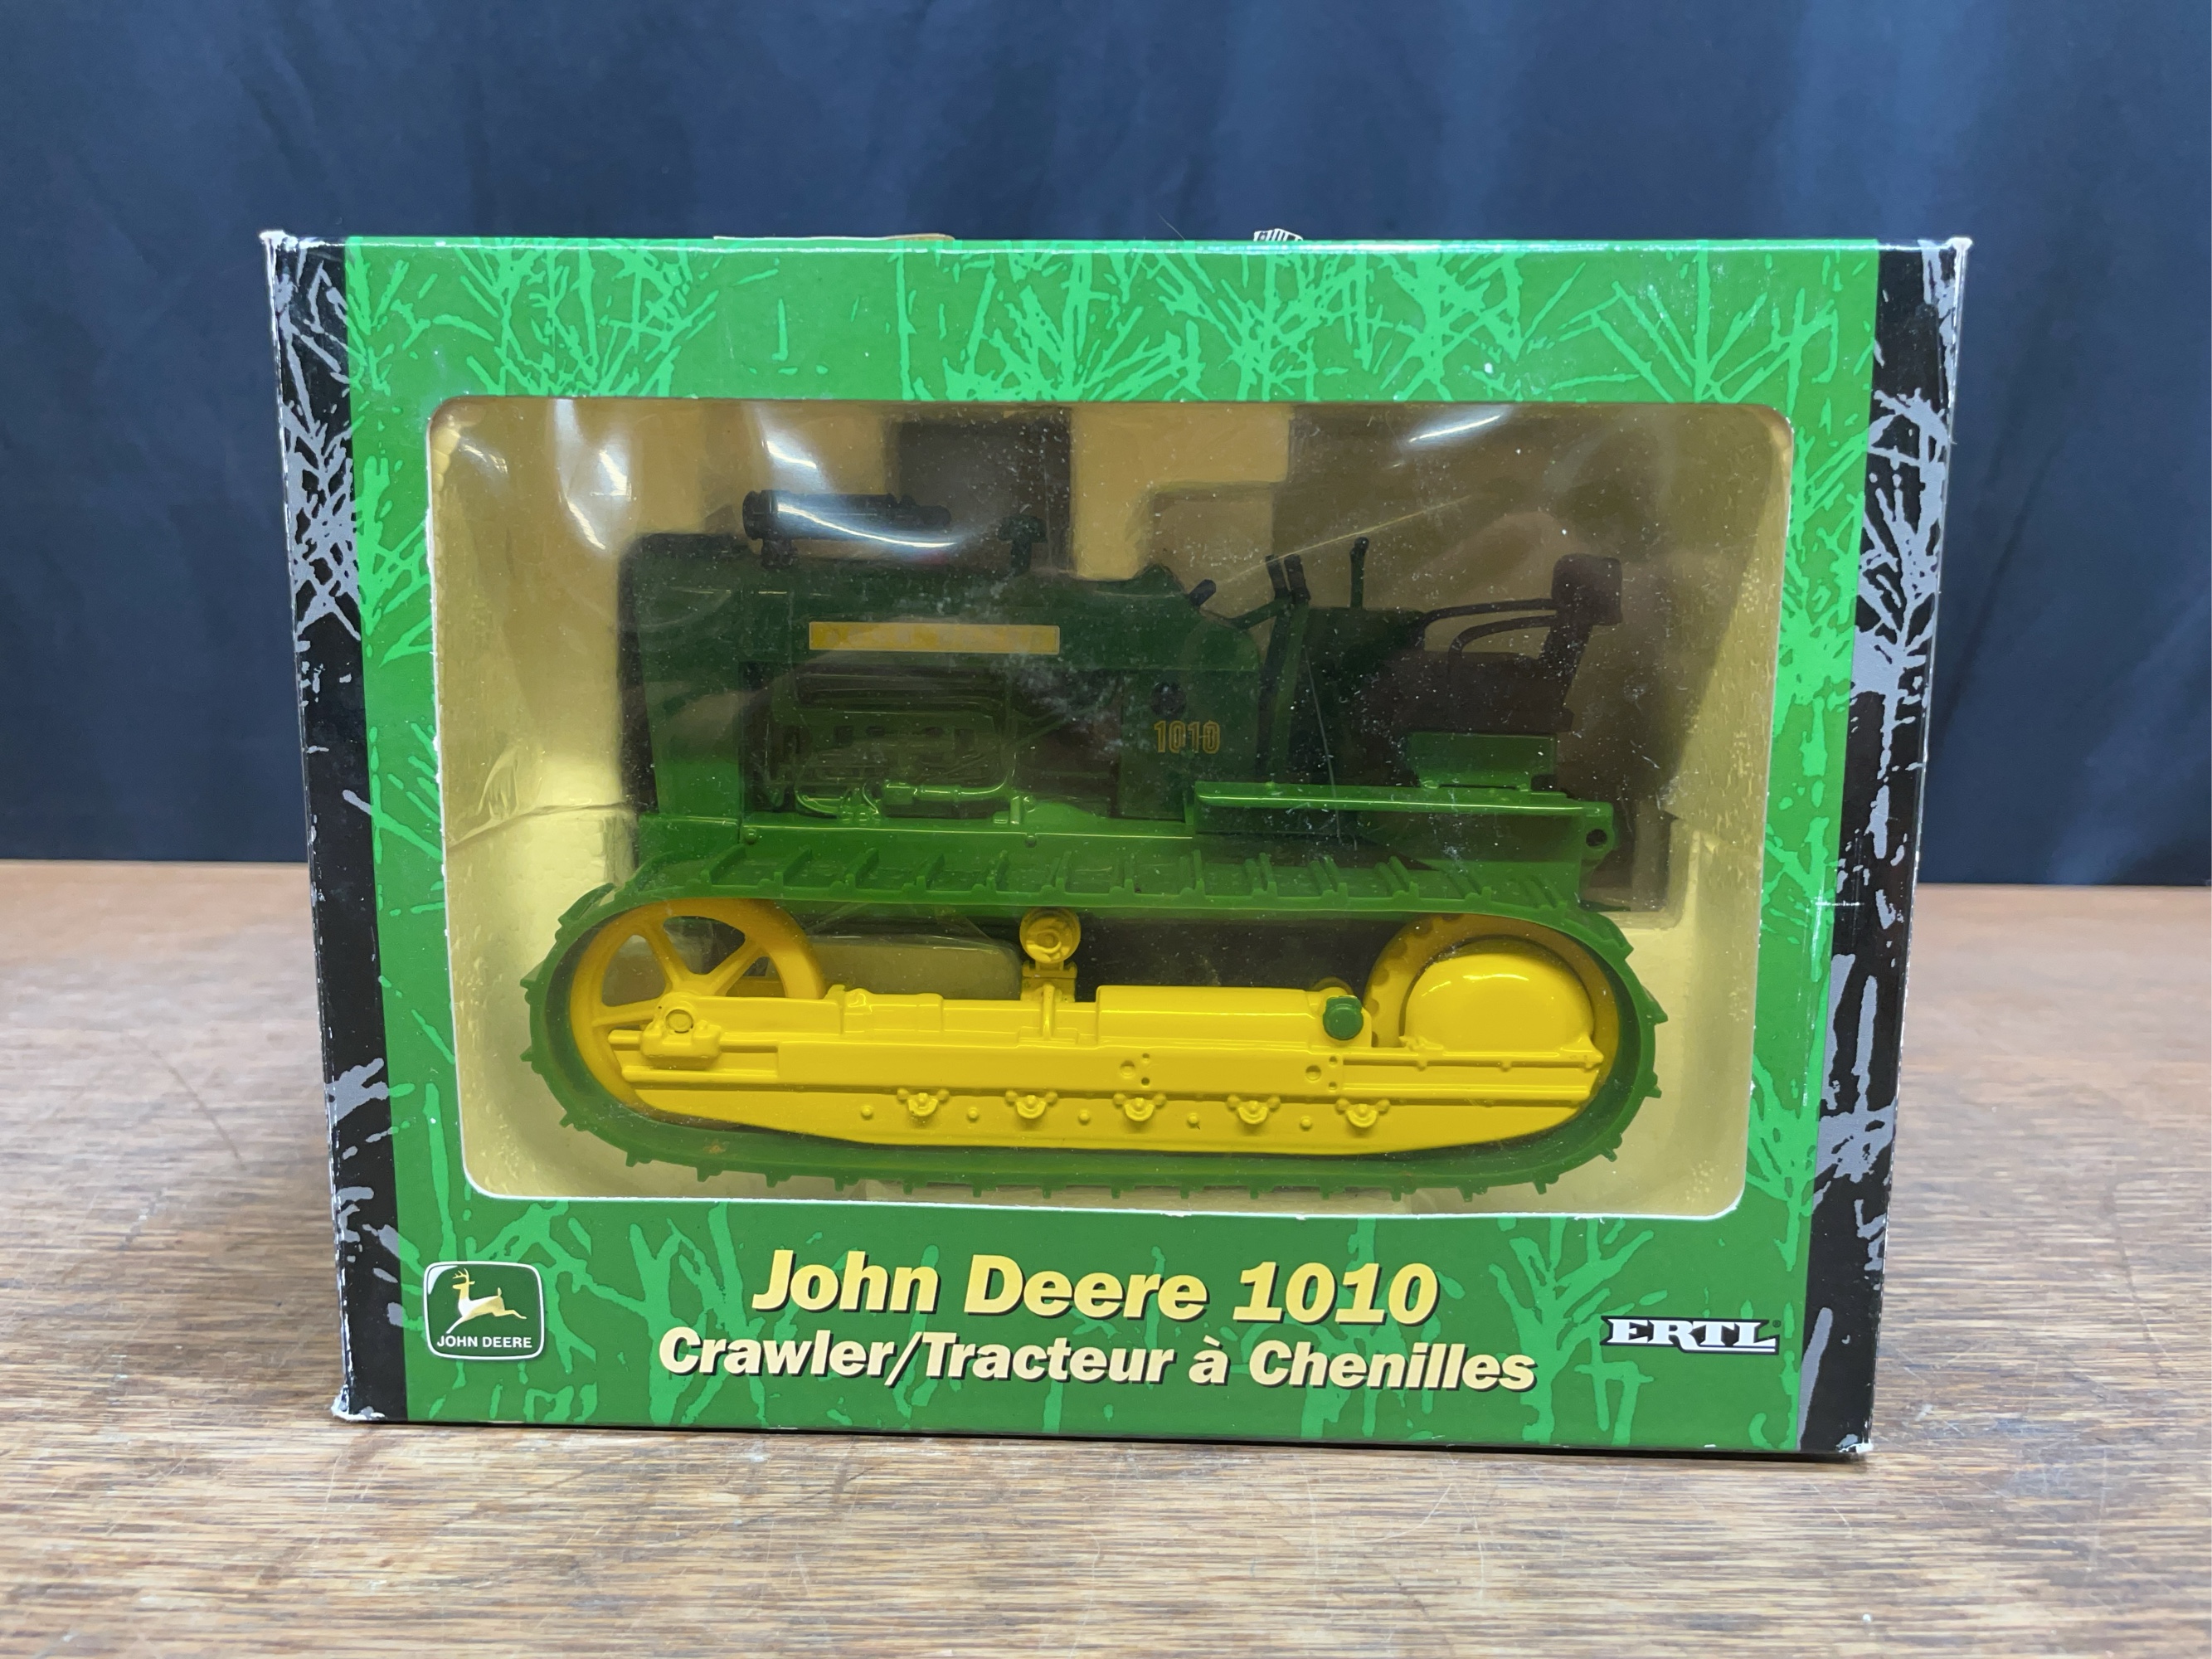 1010
John Deere 1010
Crawler/Tracteur à Chenilles
JOHN DEERE
ERTL